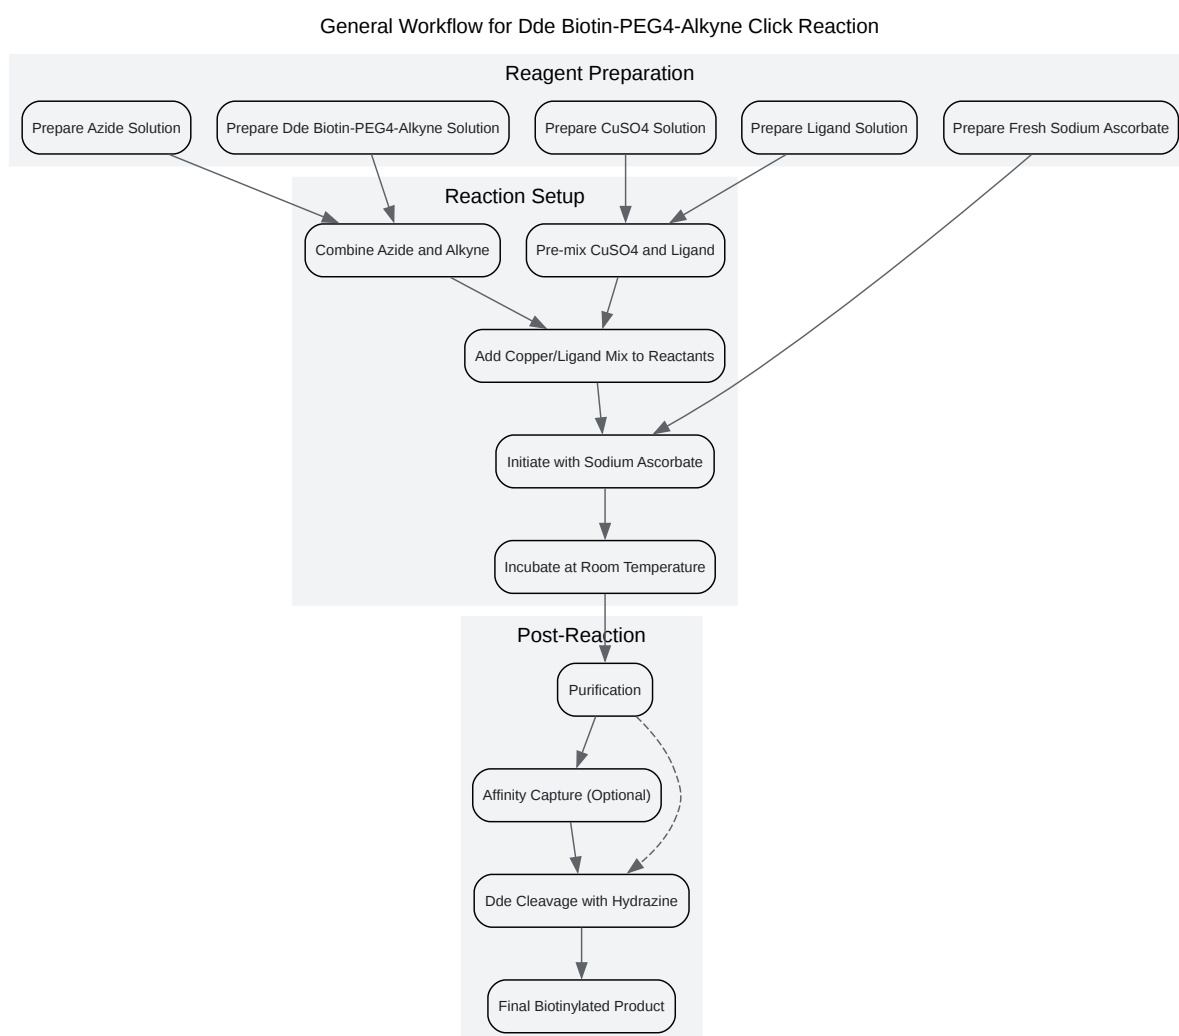 General Workflow for Dde Biotin-PEG4-Alkyne Click Reaction
Reagent Preparation
Prepare Azide Solution
Prepare Dde Biotin-PEG4-Alkyne Solution
Prepare CuSO4 Solution
Prepare Ligand Solution
Prepare Fresh Sodium Ascorbate
Reaction Setup
Combine Azide and Alkyne
Pre-mix CuSO4 and Ligand
Add Copper/Ligand Mix to Reactants
Initiate with Sodium Ascorbate
Incubate at Room Temperature
Post-Reaction
Purification
Affinity Capture (Optional)
Dde Cleavage with Hydrazine
Final Biotinylated Product